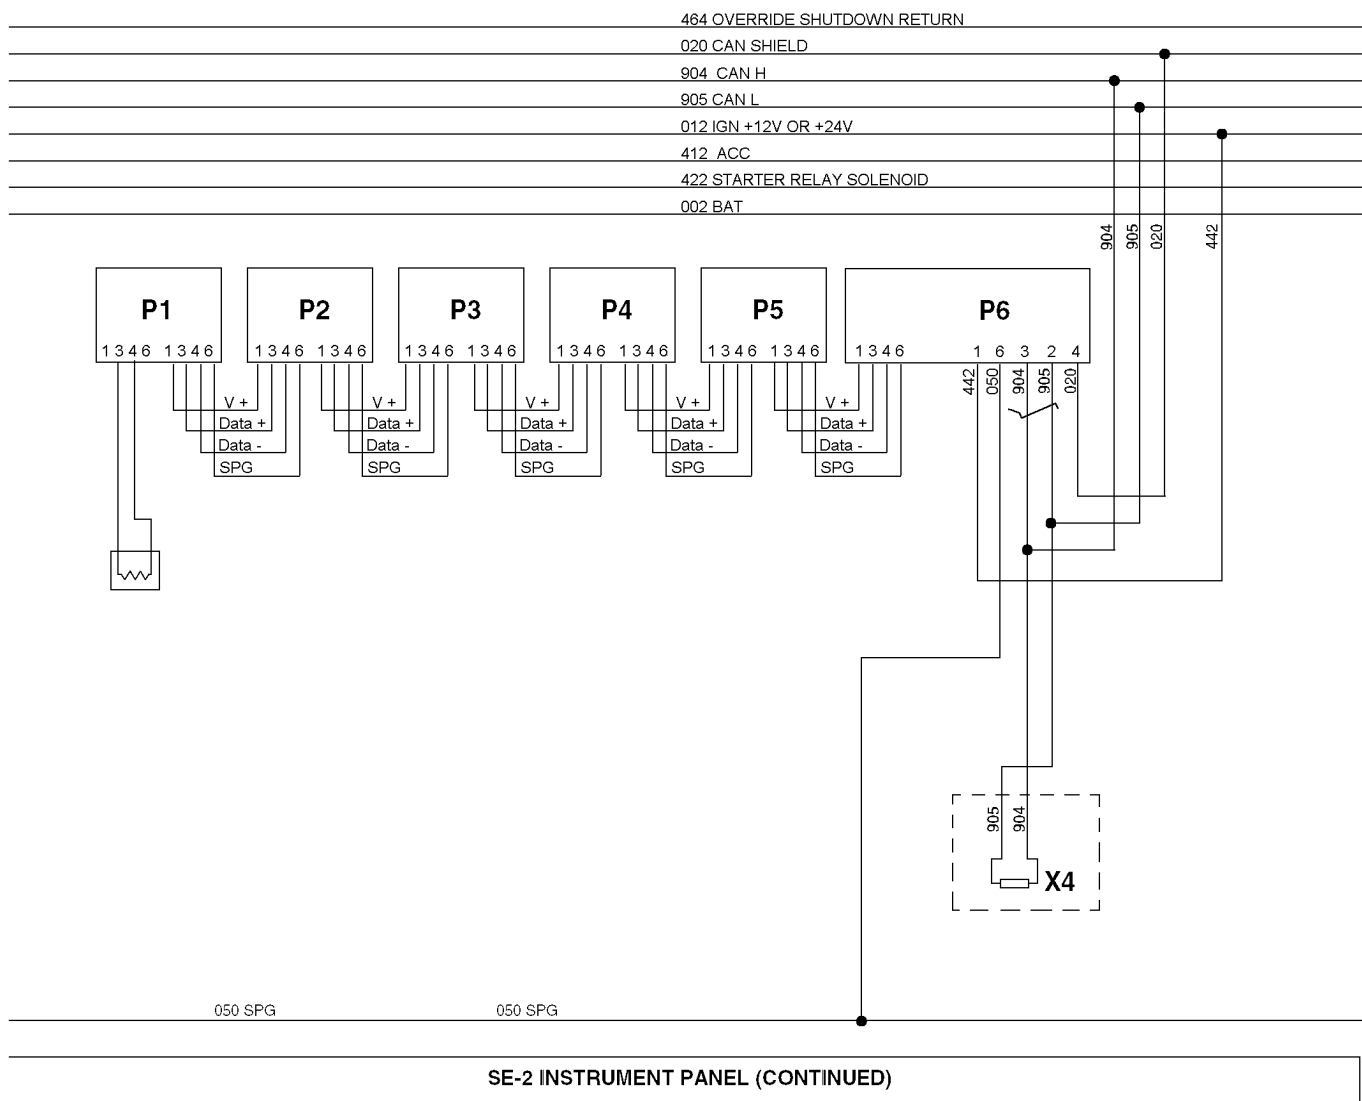 464 OVERRIDE SHUTDOWN RETURN
020 CAN SHIELD
904 CAN H
905 CAN L
012 IGN +12V OR +24V
412 ACC
422 STARTER RELAY SOLENOID
002 BAT
904 905 020 442
P1 P2 P3 P4 P5 P6
1 3 4 6 1 3 4 6 1 3 4 6 1 3 4 6 1 3 4 6 1 3 4 6 1 3 4 6 1 3 4 6 1 3 4 6 1 3 4 6 1 3 4 6 1 6 3 2 4
442 050 904 905 020
V + V + V + V + V +
Data + Data + Data + Data + Data +
Data - Data - Data - Data - Data -
SPG SPG SPG SPG SPG
905 904
X4
050 SPG 050 SPG
SE-2 INSTRUMENT PANEL (CONTINUED)